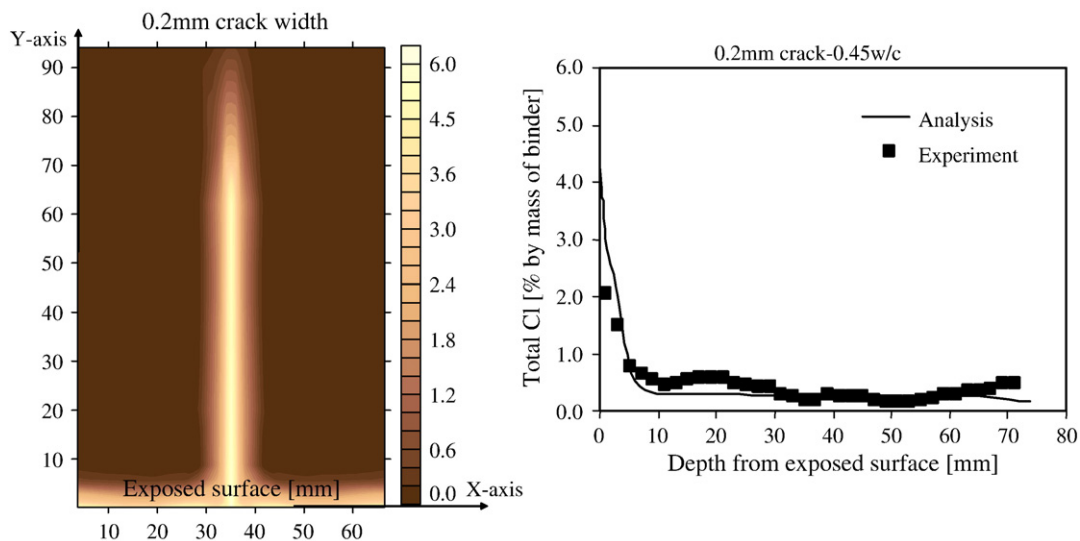 0.2mm crack width
Y-axis
90
80
70
60
50
40
30
20
10
Exposed surface [mm]
X-axis
10 20 30 40 50 60
6.0
4.5
3.6
3.0
2.4
1.8
1.2
0.6
0.0
0.2mm crack-0.45w/c
Total Cl [% by mass of binder]
6.0
5.0
4.0
3.0
2.0
1.0
0.0
Analysis
Experiment
0 10 20 30 40 50 60 70 80
Depth from exposed surface [mm]